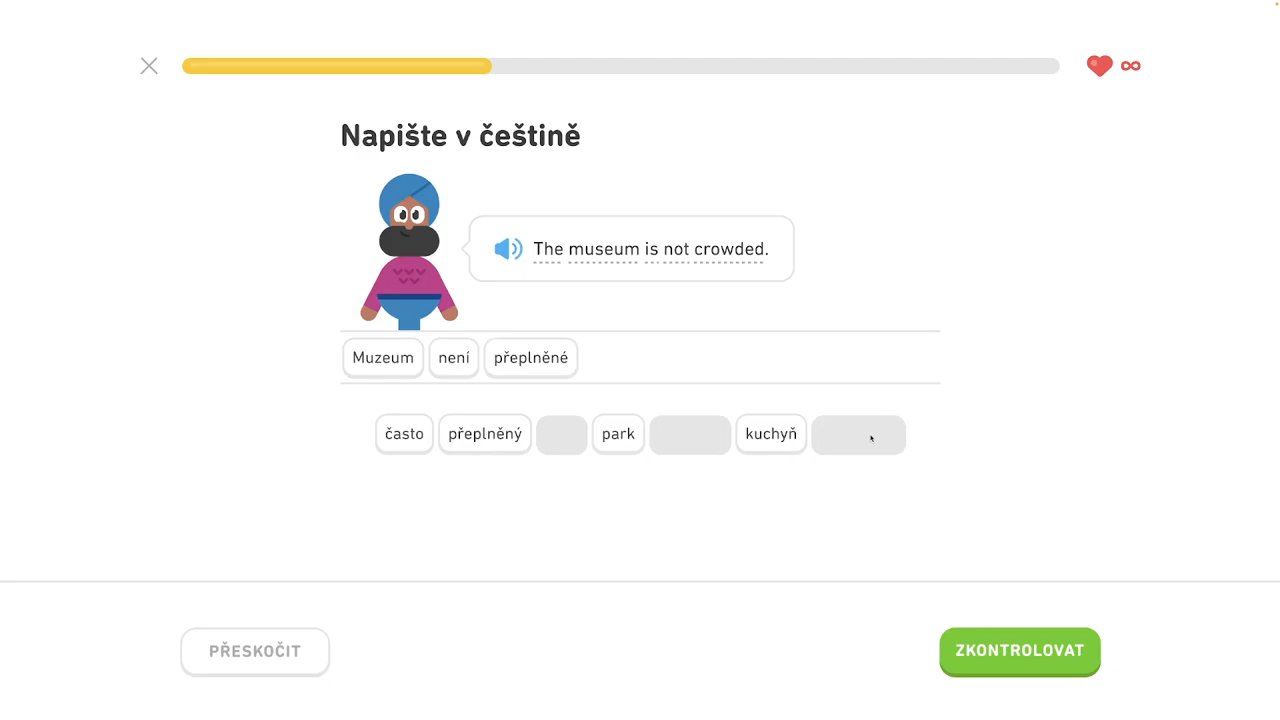 Napište v češtině
The museum is not crowded.
Muzeum není přeplněné
často přeplněný park kuchyň
PŘESKOČIT ZKONTROLOVAT